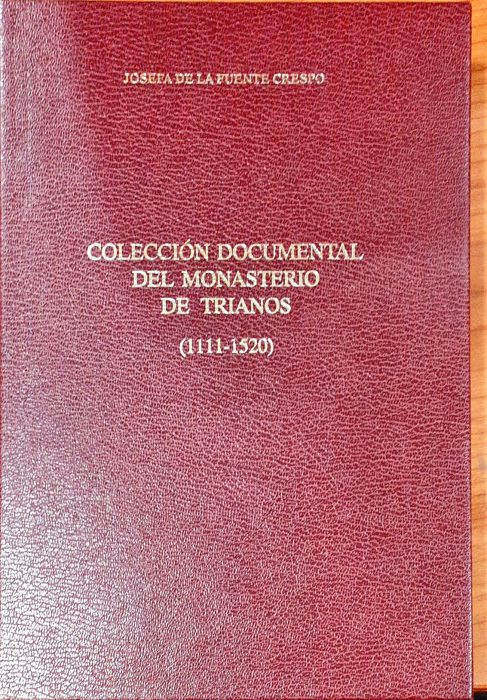 JOSEFA DE LA FUENTE CRESPO
COLECCIÓN DOCUMENTAL
DEL MONASTERIO
DE TRIANOS
(1111-1520)